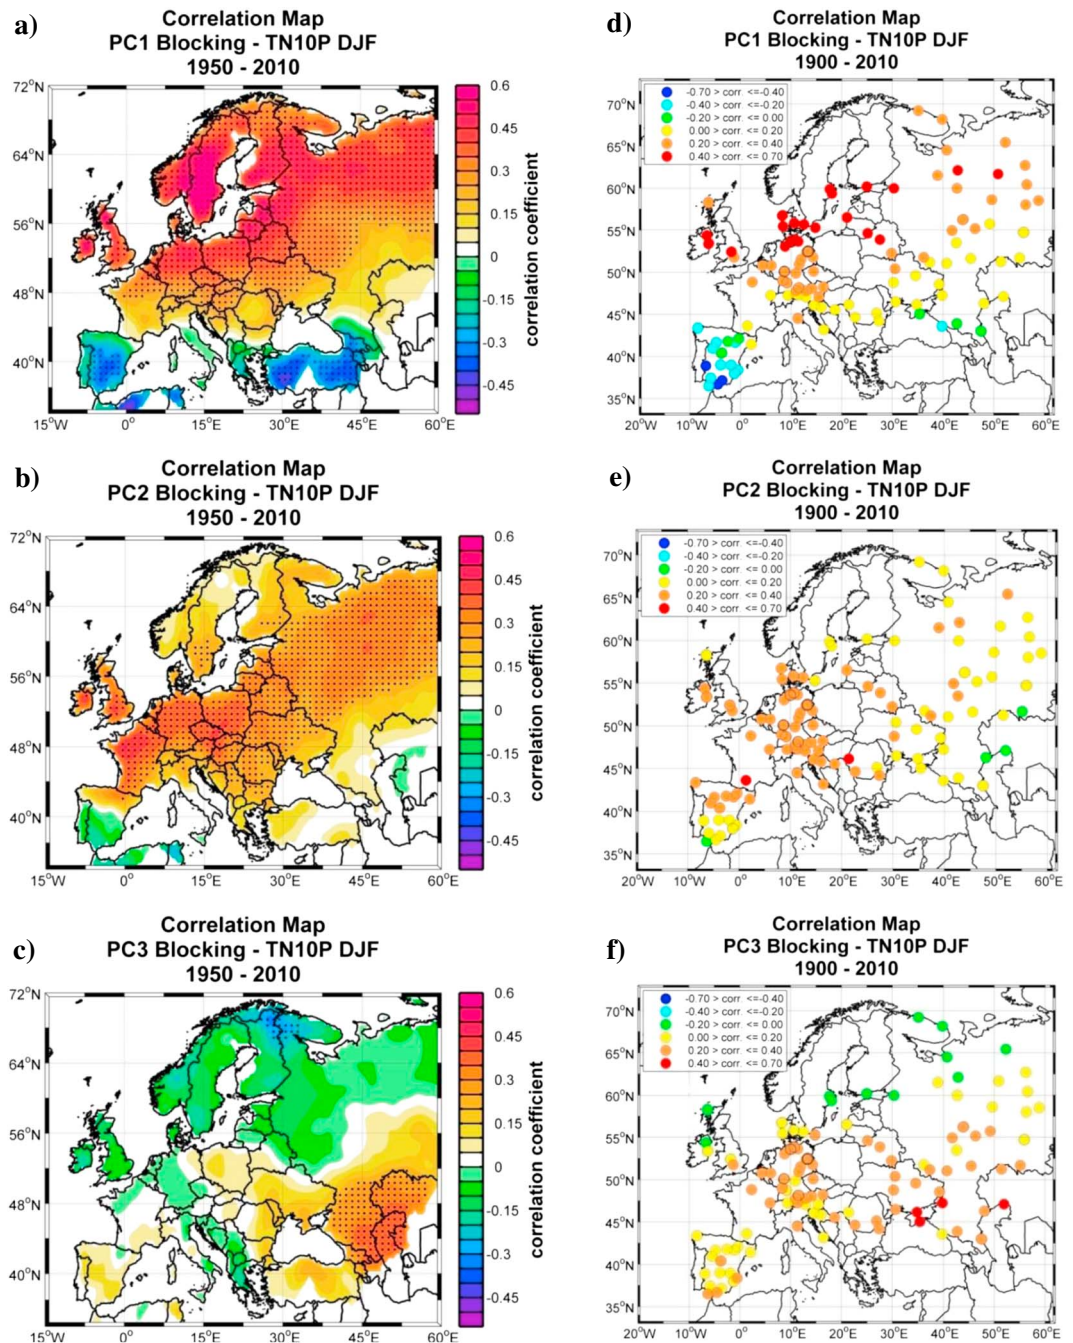 a)
Correlation Map
PC1 Blocking - TN10P DJF
1950 - 2010
72°N
64°N
56°N
48°N
40°N
15°W
0°
15°E
30°E
45°E
60°E
0.6
0.45
0.3
0.15
0
-0.15
-0.3
-0.45
correlation coefficient
d)
Correlation Map
PC1 Blocking - TN10P DJF
1900 - 2010
-0.70 > corr. <=-0.40
-0.40 > corr. <=-0.20
-0.20 > corr. <= 0.00
0.00 > corr. <= 0.20
0.20 > corr. <= 0.40
0.40 > corr. <= 0.70
70°N
65°N
60°N
55°N
50°N
45°N
40°N
35°N
20°W
10°W
0°
10°E
20°E
30°E
40°E
50°E
60°E
b)
Correlation Map
PC2 Blocking - TN10P DJF
1950 - 2010
72°N
64°N
56°N
48°N
40°N
15°W
0°
15°E
30°E
45°E
60°E
0.6
0.45
0.3
0.15
0
-0.15
-0.3
-0.45
correlation coefficient
e)
Correlation Map
PC2 Blocking - TN10P DJF
1900 - 2010
-0.70 > corr. <=-0.40
-0.40 > corr. <=-0.20
-0.20 > corr. <= 0.00
0.00 > corr. <= 0.20
0.20 > corr. <= 0.40
0.40 > corr. <= 0.70
70°N
65°N
60°N
55°N
50°N
45°N
40°N
35°N
20°W
10°W
0°
10°E
20°E
30°E
40°E
50°E
60°E
c)
Correlation Map
PC3 Blocking - TN10P DJF
1950 - 2010
72°N
64°N
56°N
48°N
40°N
15°W
0°
15°E
30°E
45°E
60°E
0.6
0.45
0.3
0.15
0
-0.15
-0.3
-0.45
correlation coefficient
f)
Correlation Map
PC3 Blocking - TN10P DJF
1900 - 2010
-0.70 > corr. <=-0.40
-0.40 > corr. <=-0.20
-0.20 > corr. <= 0.00
0.00 > corr. <= 0.20
0.20 > corr. <= 0.40
0.40 > corr. <= 0.70
70°N
65°N
60°N
55°N
50°N
45°N
40°N
35°N
20°W
10°W
0°
10°E
20°E
30°E
40°E
50°E
60°E